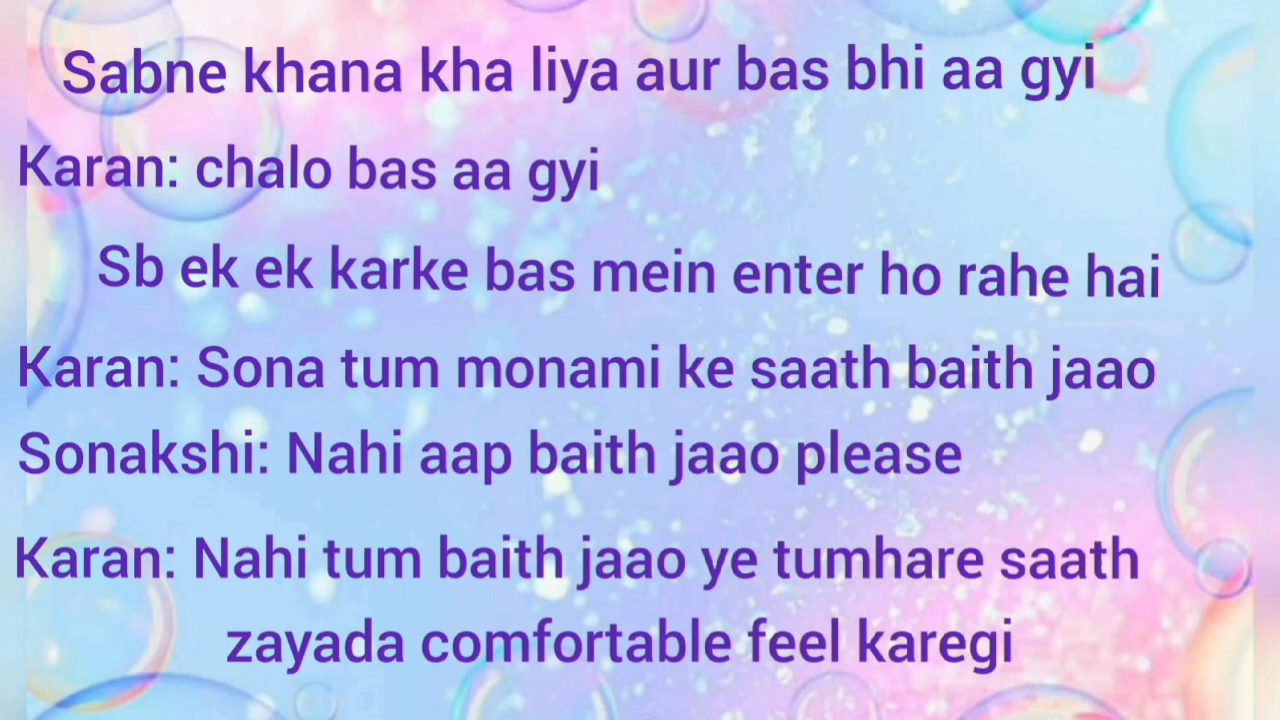 Sabne khana kha liya aur bas bhi aa gyi
Karan: chalo bas aa gyi
Sb ek ek karke bas mein enter ho rahe hai
Karan: Sona tum monami ke saath baith jaao
Sonakshi: Nahi aap baith jaao please
Karan: Nahi tum baith jaao ye tumhare saath
zayada comfortable feel karegi